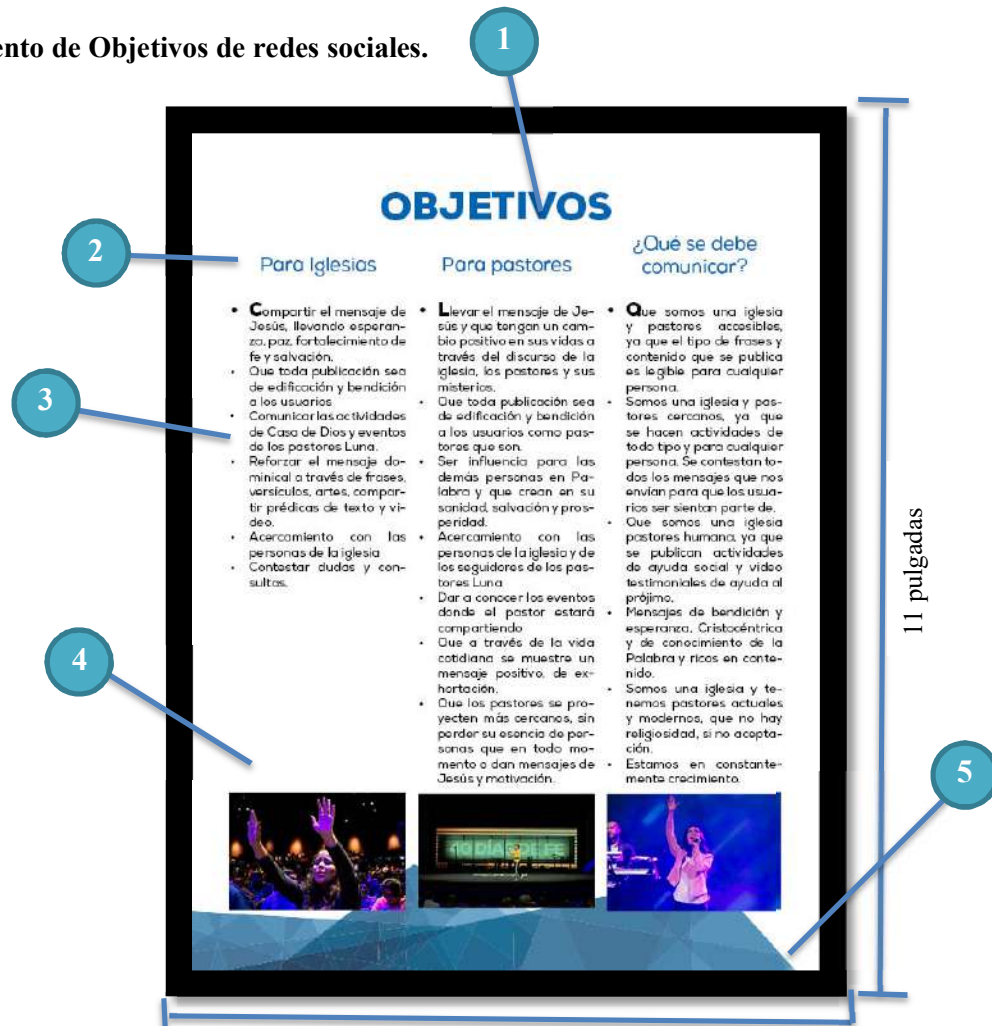 ento de Objetivos de redes sociales.
1
OBJETIVOS
2
Para Iglesias
• Compartir el mensaje de
Jesús, llevando esperan-
za, paz, fortalecimiento de
fe y salvación.
• Que toda publicación sea
de edificación y bendición
a los usuarios
3
• Comunicar las actividades
de Casa de Dios y eventos
de los pastores Luna.
• Reforzar el mensaje do-
minical a través de frases,
versículos, artes, compar-
tir prédicas de texto y vi-
deo.
• Acercamiento con las
personas de la iglesia
• Contestar dudas y con-
sultas.
Para pastores
• Llevar el mensaje de Je-
sús y que tengan un cam-
bio positivo en sus vidas a
través del discurso de la
iglesia, los pastores y sus
misterios.
• Que toda publicación sea
de edificación y bendición
a los usuarios como pas-
tores que son.
• Ser influencia para las
demás personas en Pa-
labra y que crean en su
sanidad, salvación y pros-
peridad.
• Acercamiento con las
personas de la iglesia y de
los seguidores de los pas-
tores Luna
• Dar a conocer los eventos
donde el pastor estará
compartiendo
• Que a través de la vida
cotidiana se muestre un
mensaje positivo, de ex-
hortación.
• Que los pastores se pro-
yecten más cercanos, sin
perder su esencia de per-
sonas que en todo mo-
mento o dan mensajes de
Jesús y motivación.
¿Qué se debe
comunicar?
• Que somos una iglesia
y pastores accesibles,
ya que el tipo de frases y
contenido que se publica
es legible para cualquier
persona.
• Somos una iglesia y pas-
tores cercanos, ya que
se hacen actividades de
todo tipo y para cualquier
persona. Se contestan to-
dos los mensajes que nos
envían para que los usua-
rios ser sientan parte de.
• Que somos una iglesia
pastores humana, ya que
se publican actividades
de ayuda social y video
testimoniales de ayuda al
prójimo.
• Mensajes de bendición y
esperanza. Cristocéntrica
y de conocimiento de la
Palabra y ricos en conte-
nido.
• Somos una iglesia y te-
nemos pastores actuales
y modernos, que no hay
religiosidad, si no acepta-
ción.
• Estamos en constante-
mente crecimiento.
4
10 DÍAS DE FE
5
11 pulgadas